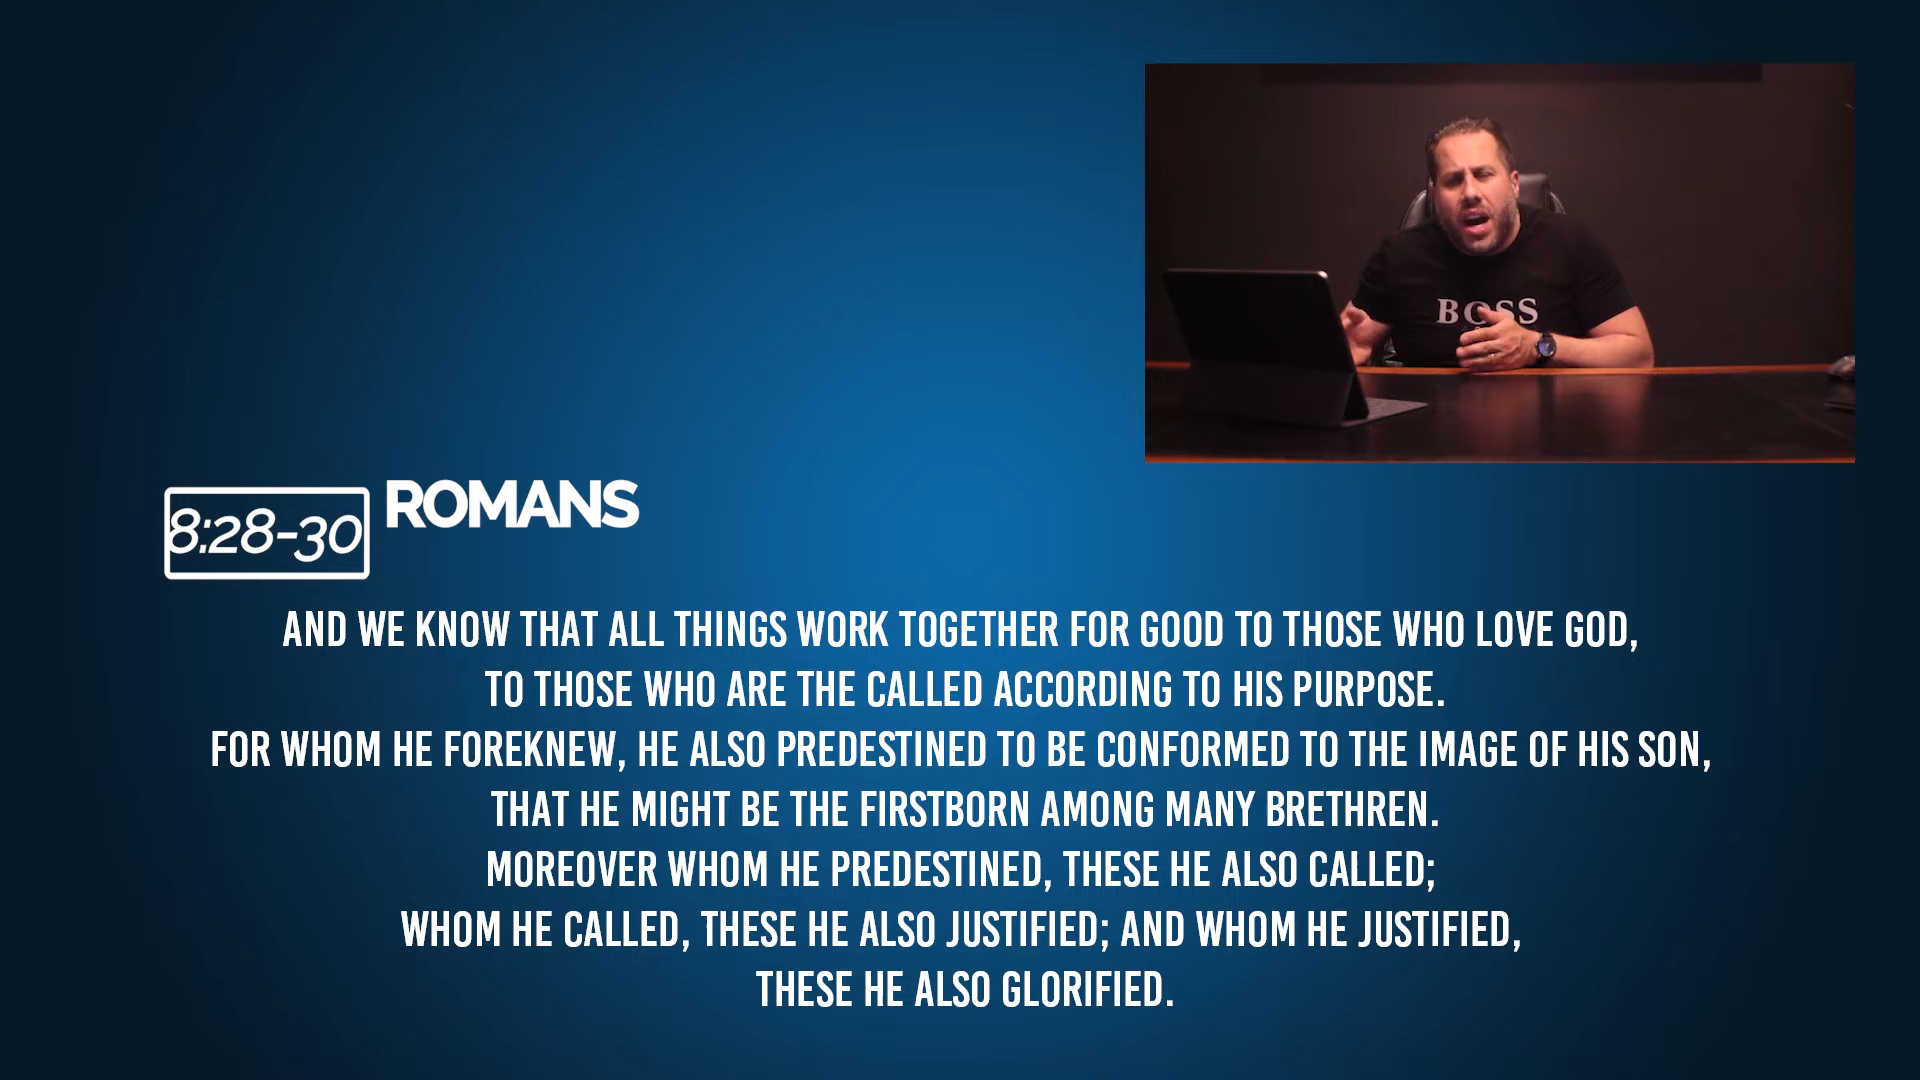 BOSS
8:28-30 ROMANS
AND WE KNOW THAT ALL THINGS WORK TOGETHER FOR GOOD TO THOSE WHO LOVE GOD,
TO THOSE WHO ARE THE CALLED ACCORDING TO HIS PURPOSE.
FOR WHOM HE FOREKNEW, HE ALSO PREDESTINED TO BE CONFORMED TO THE IMAGE OF HIS SON,
THAT HE MIGHT BE THE FIRSTBORN AMONG MANY BRETHREN.
MOREOVER WHOM HE PREDESTINED, THESE HE ALSO CALLED;
WHOM HE CALLED, THESE HE ALSO JUSTIFIED; AND WHOM HE JUSTIFIED,
THESE HE ALSO GLORIFIED.